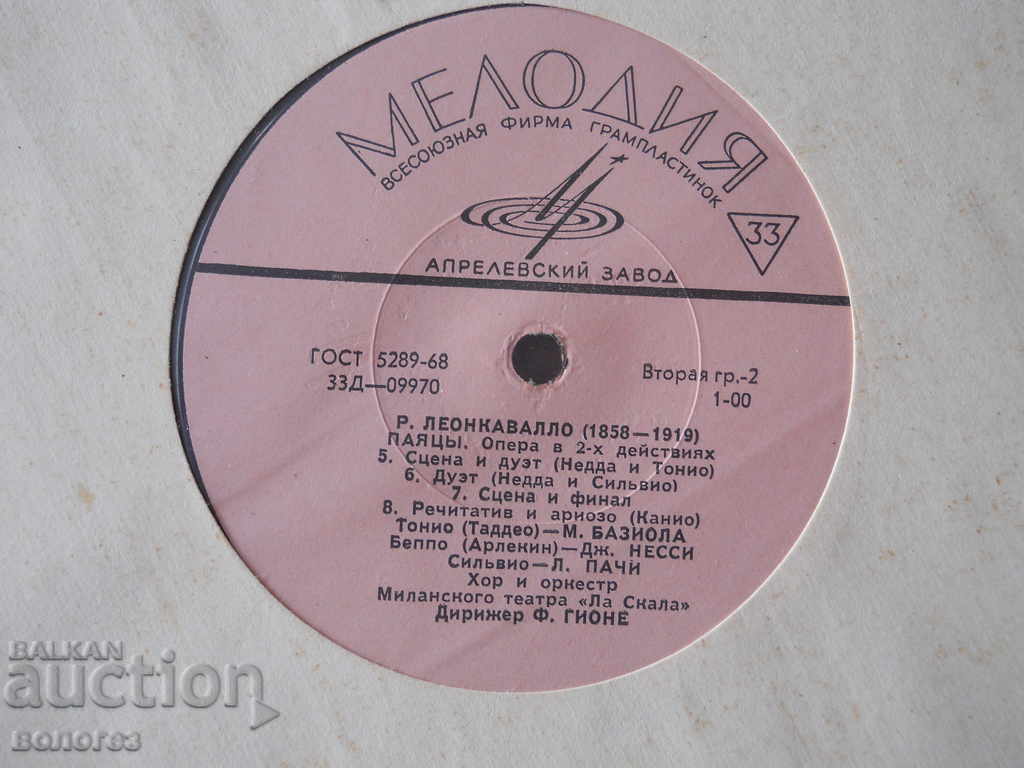 МЕЛОДИЯ
ВСЕСОЮЗНАЯ ФИРМА ГРАМПЛАСТИНОК
33
АПРЕЛЕВСКИЙ ЗАВОД
ГОСТ 5289-68
33Д—09970
Вторая гр.-2
1-00
Р. ЛЕОНКАВАЛЛО (1858—1919)
ПАЯЦЫ. Опера в 2-х действиях
5. Сцена и дуэт (Недда и Тонио)
6. Дуэт (Недда и Сильвио)
7. Сцена и финал
8. Речитатив и ариозо (Канио)
Тонио (Таддео)—М. БАЗИОЛА
Беппо (Арлекин)—Дж. НЕССИ
Сильвио—Л. ПАЧИ
Хор и оркестр
Миланского театра «Ла Скала»
Дирижер Ф. ГИОНЕ
BALKAN
auction
Bonor63